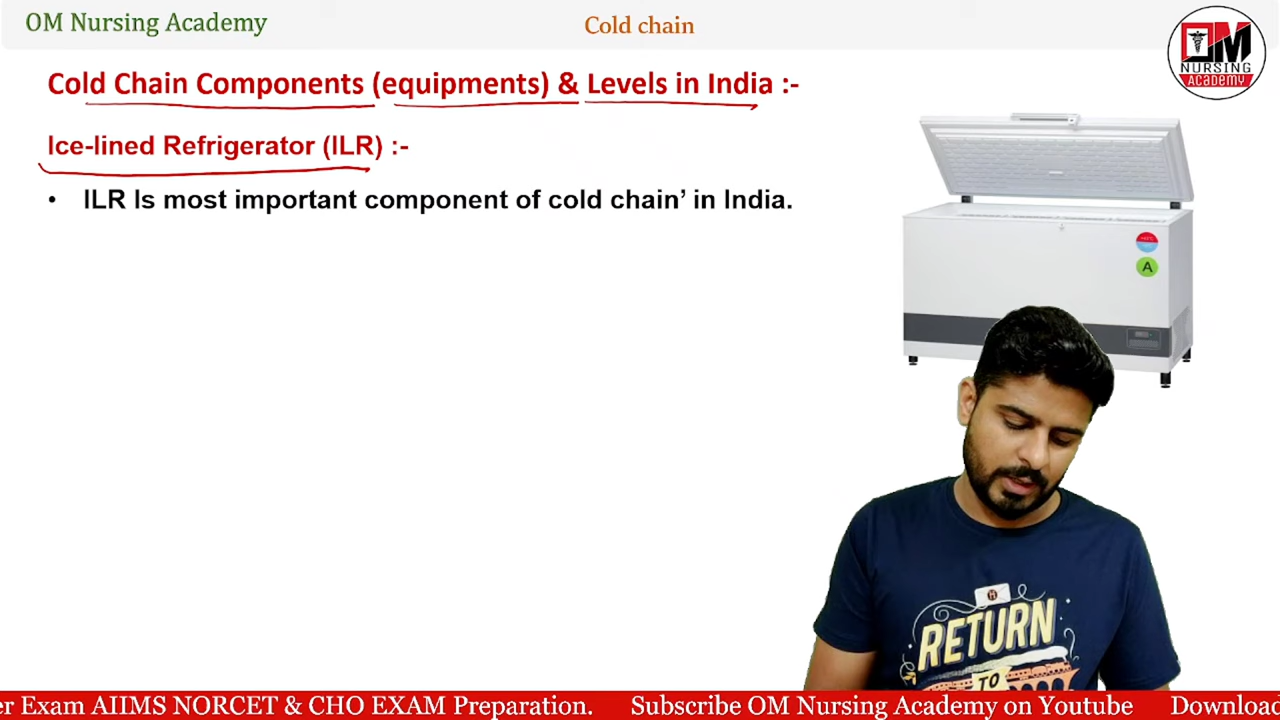 OM Nursing Academy
Cold chain
OM
NURSING
ACADEMY
Cold Chain Components (equipments) & Levels in India :-
Ice-lined Refrigerator (ILR) :-
• ILR Is most important component of cold chain’ in India.
A
RETURN
TO
er Exam AIIMS NORCET & CHO EXAM Preparation. Subscribe OM Nursing Academy on Youtube Download